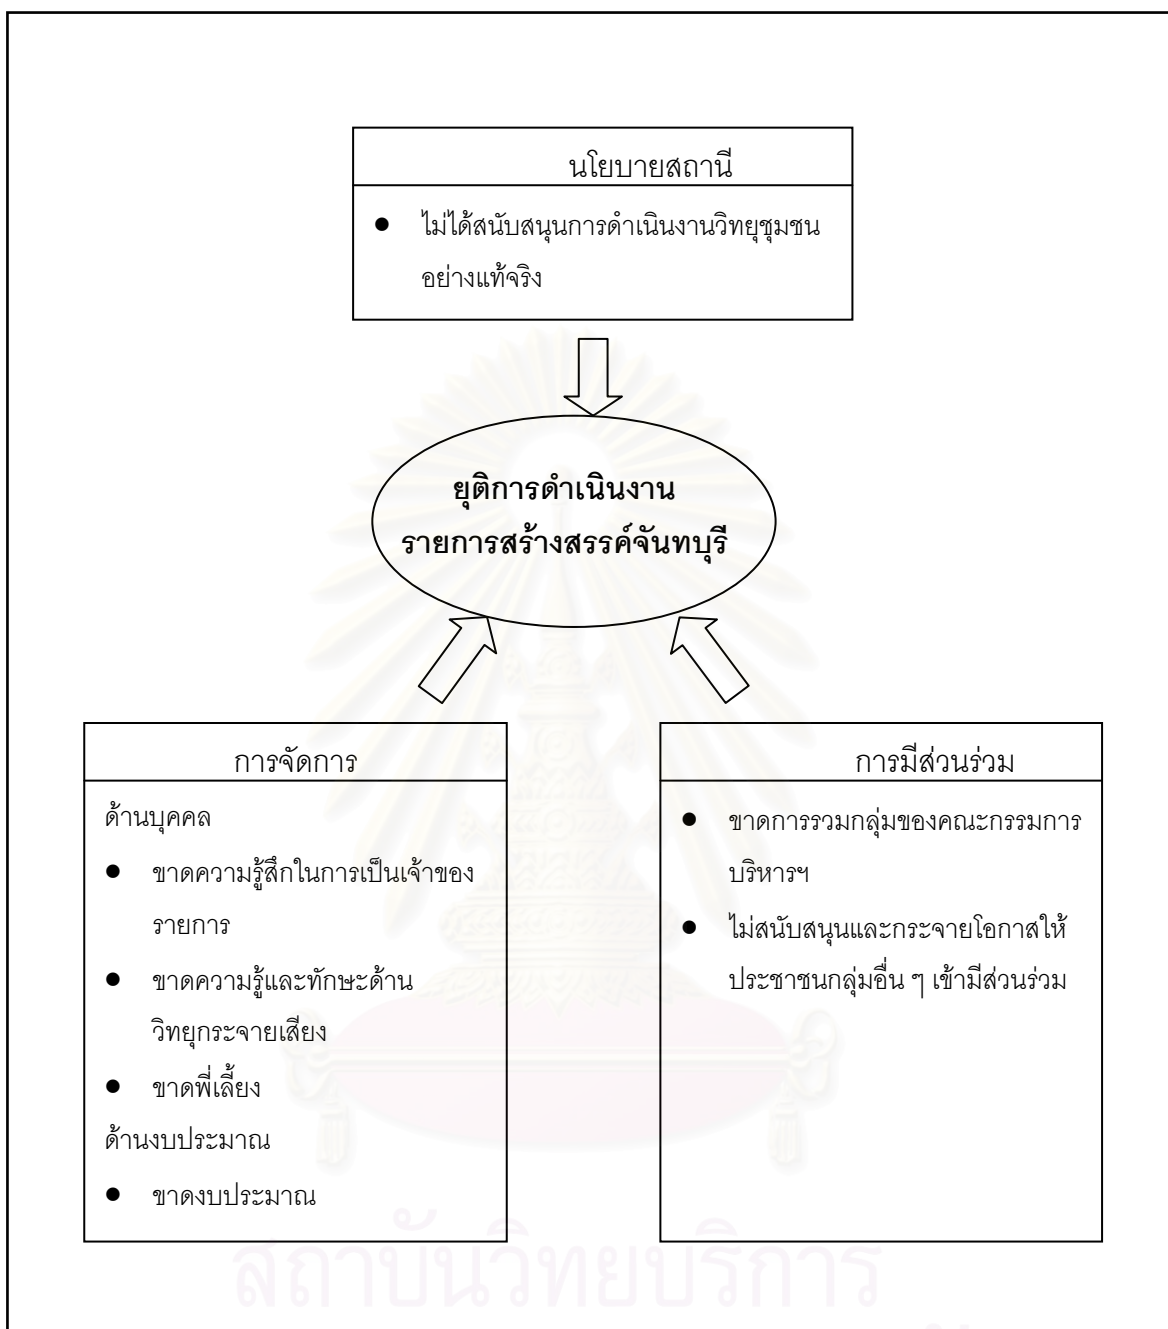 นโยบายสถานี
● ไม่ได้สนับสนุนการดำเนินงานวิทยุชุมชน
อย่างแท้จริง
ยุติการดำเนินงาน
รายการสร้างสรรค์จันทบุรี
การจัดการ
ด้านบุคคล
● ขาดความรู้สึกในการเป็นเจ้าของ
รายการ
● ขาดความรู้และทักษะด้าน
วิทยุกระจายเสียง
● ขาดพี่เลี้ยง
ด้านงบประมาณ
● ขาดงบประมาณ
การมีส่วนร่วม
● ขาดการรวมกลุ่มของคณะกรรมการ
บริหารฯ
● ไม่สนับสนุนและกระจายโอกาสให้
ประชาชนกลุ่มอื่น ๆ เข้ามีส่วนร่วม
สถาบันวิทยบริการ